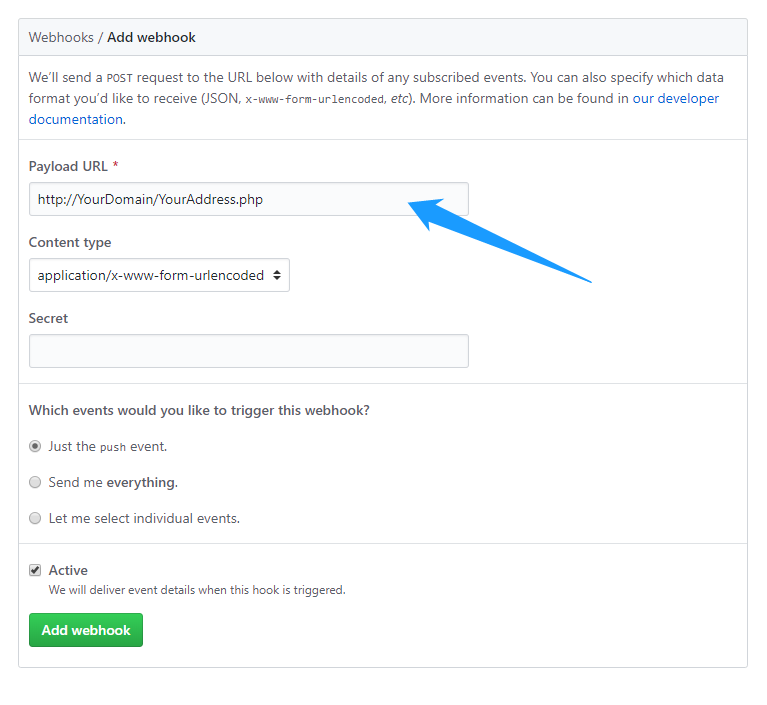 Webhooks / Add webhook
We’ll send a POST request to the URL below with details of any subscribed events. You can also specify which data
format you’d like to receive (JSON, x-www-form-urlencoded, etc). More information can be found in our developer
documentation.
Payload URL *
http://YourDomain/YourAddress.php
Content type
application/x-www-form-urlencoded
Secret
Which events would you like to trigger this webhook?
Just the push event.
Send me everything.
Let me select individual events.
Active
We will deliver event details when this hook is triggered.
Add webhook